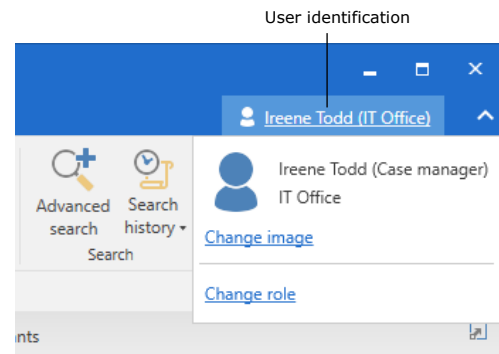 User identification
Ireene Todd (IT Office)
Advanced
search
Search
history
Search
Ireene Todd (Case manager)
IT Office
Change image
Change role
nts